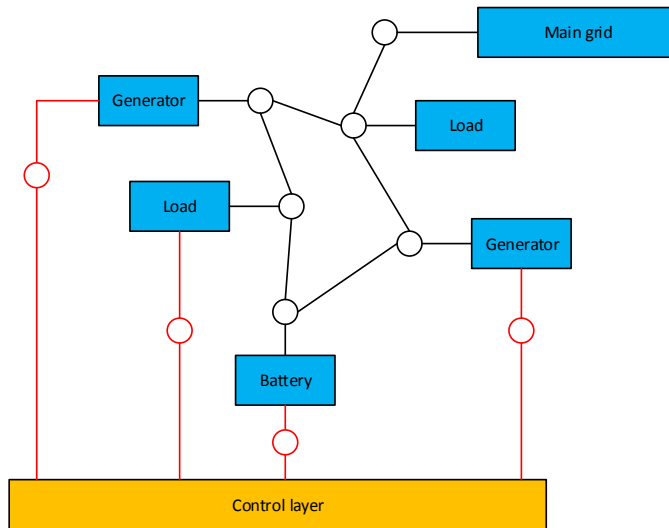 Main grid
Generator
Load
Load
Generator
Battery
Control layer